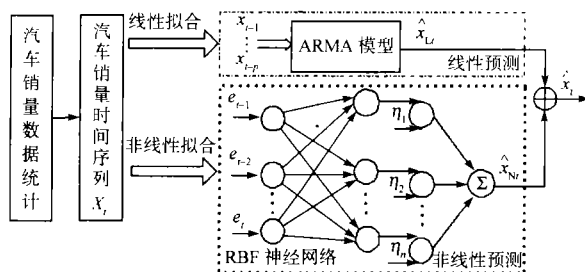 汽车销量数据统计
汽车销量时间序列 X_t
线性拟合
非线性拟合
x_{t-1}
⋮
x_{t-p}
ARMA 模型
x̂_{Lt}
线性预测
e_{t-1}
e_{t-2}
⋮
e_t
η_1
η_2
⋮
η_n
Σ
x̂_{Nt}
x̂_t
RBF 神经网络
非线性预测